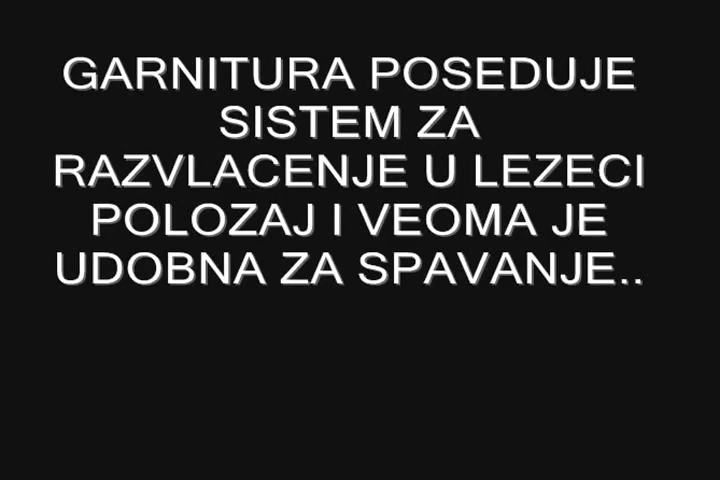 GARNITURA POSEDUJE
SISTEM ZA
RAZVLACENJE U LEZECI
POLOZAJ I VEOMA JE
UDOBNA ZA SPAVANJE..